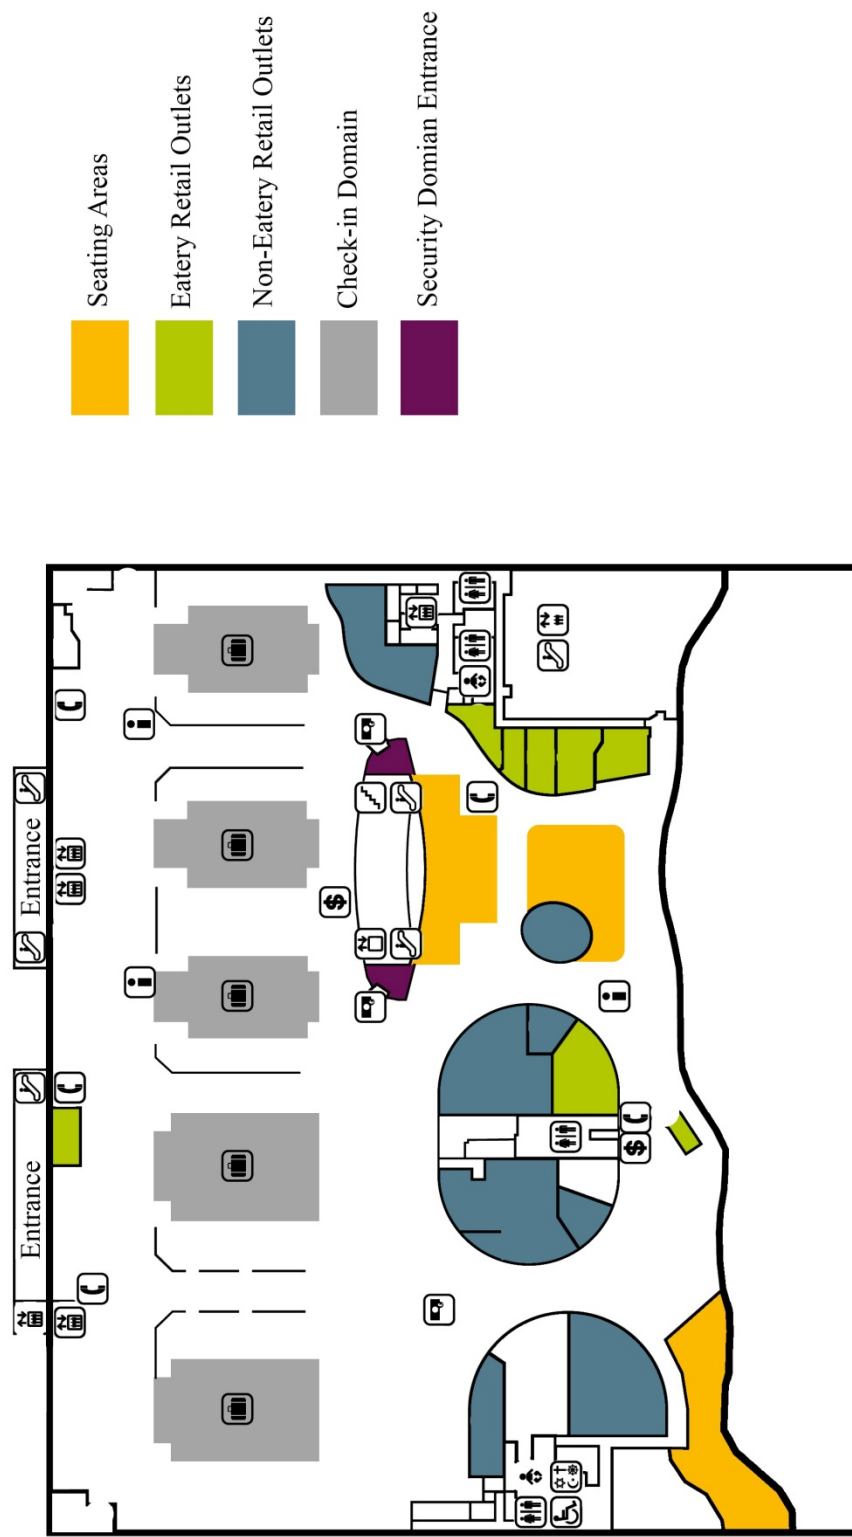 Seating Areas
Eatery Retail Outlets
Non-Eatery Retail Outlets
Check-in Domain
Security Domian Entrance
Entrance
Entrance
$
$